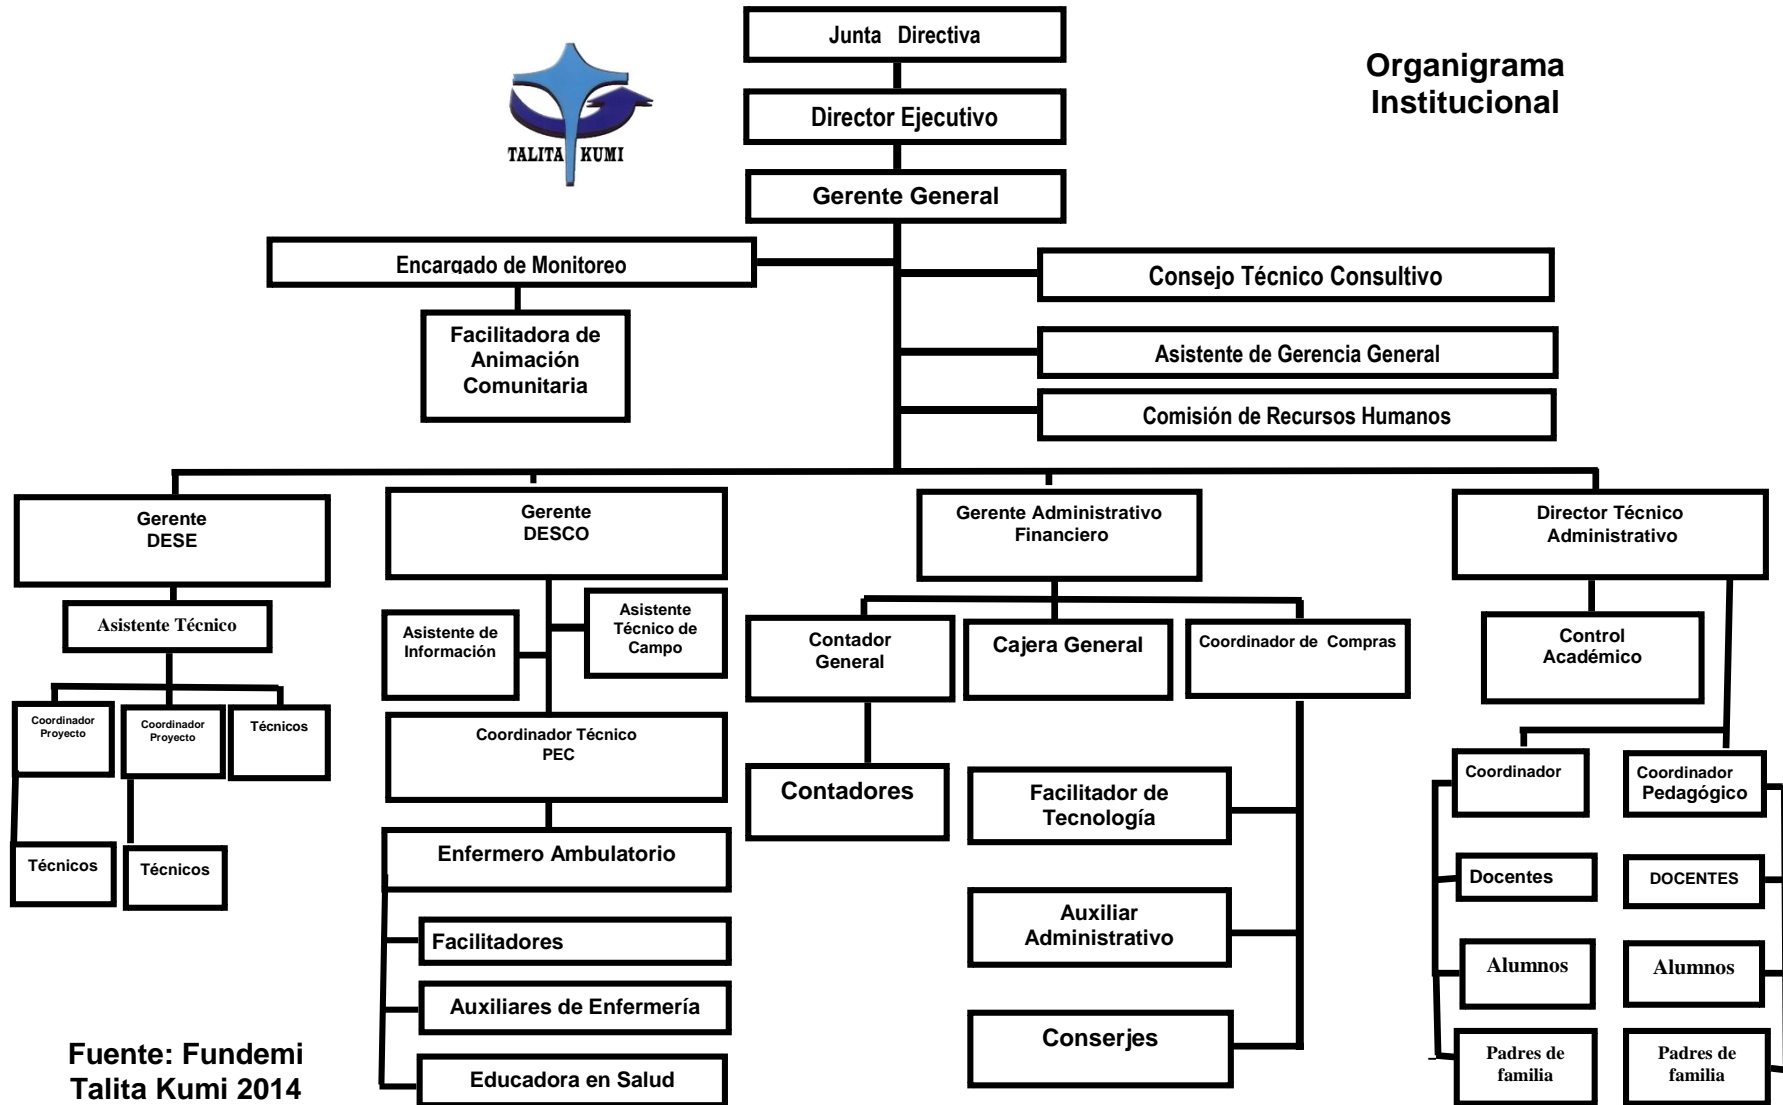 Junta Directiva
Organigrama
Institucional
TALITA KUMI
Director Ejecutivo
Gerente General
Encargado de Monitoreo
Consejo Técnico Consultivo
Facilitadora de
Animación
Comunitaria
Asistente de Gerencia General
Comisión de Recursos Humanos
Gerente
DESE
Gerente
DESCO
Gerente Administrativo
Financiero
Director Técnico
Administrativo
Asistente Técnico
Asistente de
Información
Asistente
Técnico de
Campo
Contador
General
Cajera General
Coordinador de Compras
Control
Académico
Coordinador
Proyecto
Coordinador
Proyecto
Técnicos
Coordinador Técnico
PEC
Coordinador
Coordinador
Pedagógico
Contadores
Facilitador de
Tecnología
Técnicos
Técnicos
Enfermero Ambulatorio
Docentes
DOCENTES
Facilitadores
Auxiliar
Administrativo
Alumnos
Alumnos
Auxiliares de Enfermería
Conserjes
Educadora en Salud
Padres de
familia
Padres de
familia
Fuente: Fundemi
Talita Kumi 2014